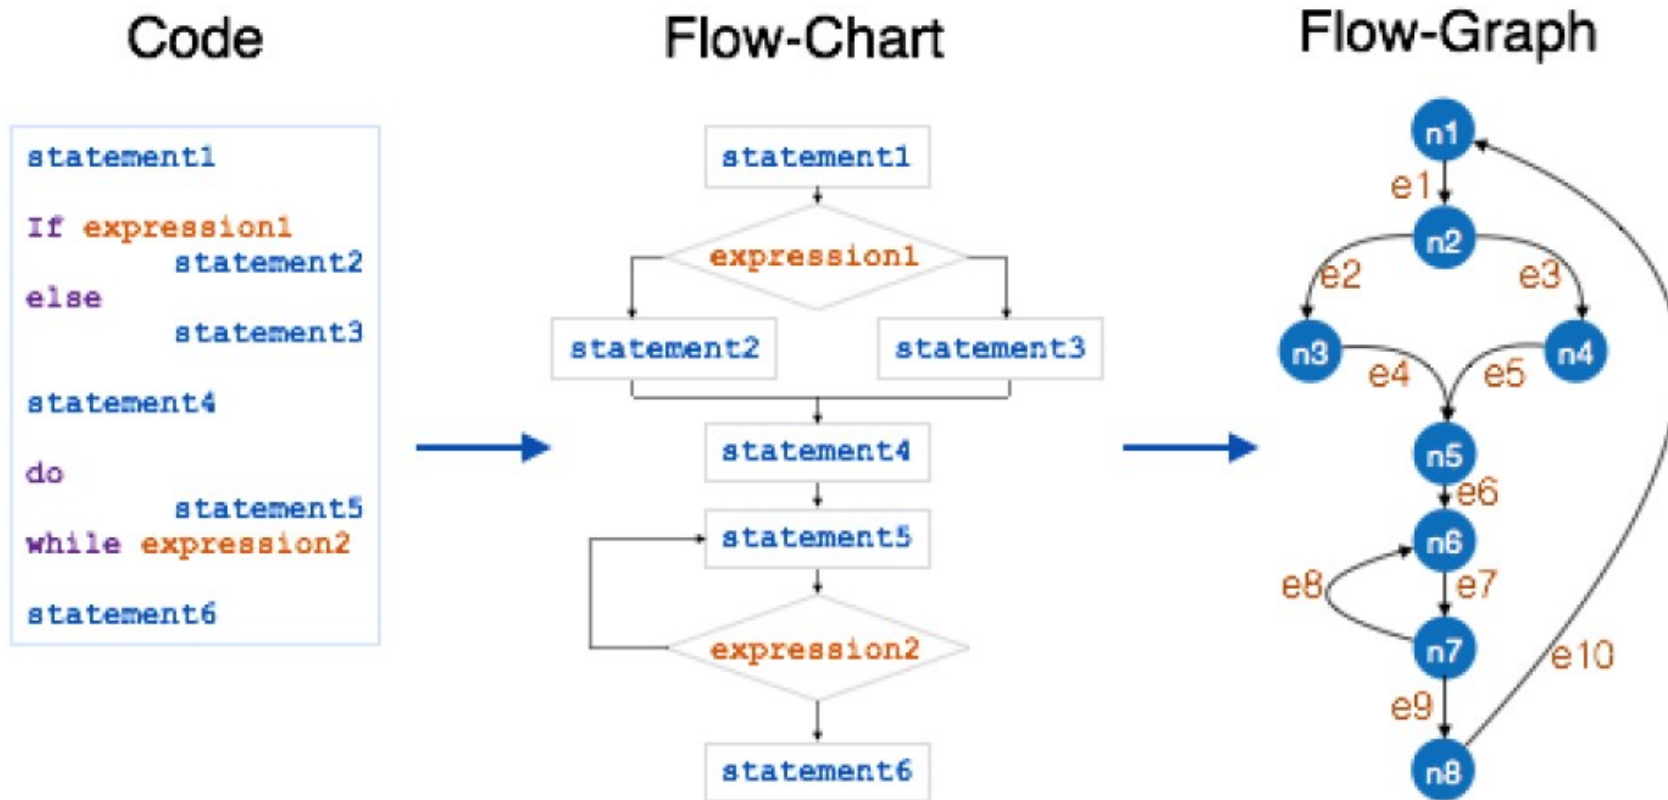 Code
statement1
If expression1
statement2
else
statement3
statement4
do
statement5
while expression2
statement6
Flow-Chart
statement1
expression1
statement2
statement3
statement4
statement5
expression2
statement6
Flow-Graph
n1
e1
n2
e2
e3
n3
n4
e4
e5
n5
e6
n6
e8
e7
n7
e10
e9
n8